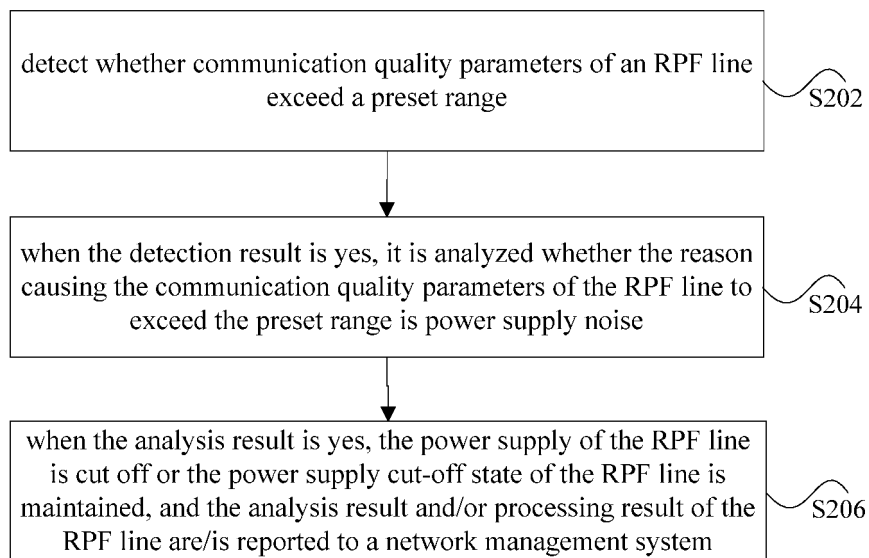 detect whether communication quality parameters of an RPF line
exceed a preset range
S202
when the detection result is yes, it is analyzed whether the reason
causing the communication quality parameters of the RPF line to
exceed the preset range is power supply noise
S204
when the analysis result is yes, the power supply of the RPF line
is cut off or the power supply cut-off state of the RPF line is
maintained, and the analysis result and/or processing result of the
RPF line are/is reported to a network management system
S206